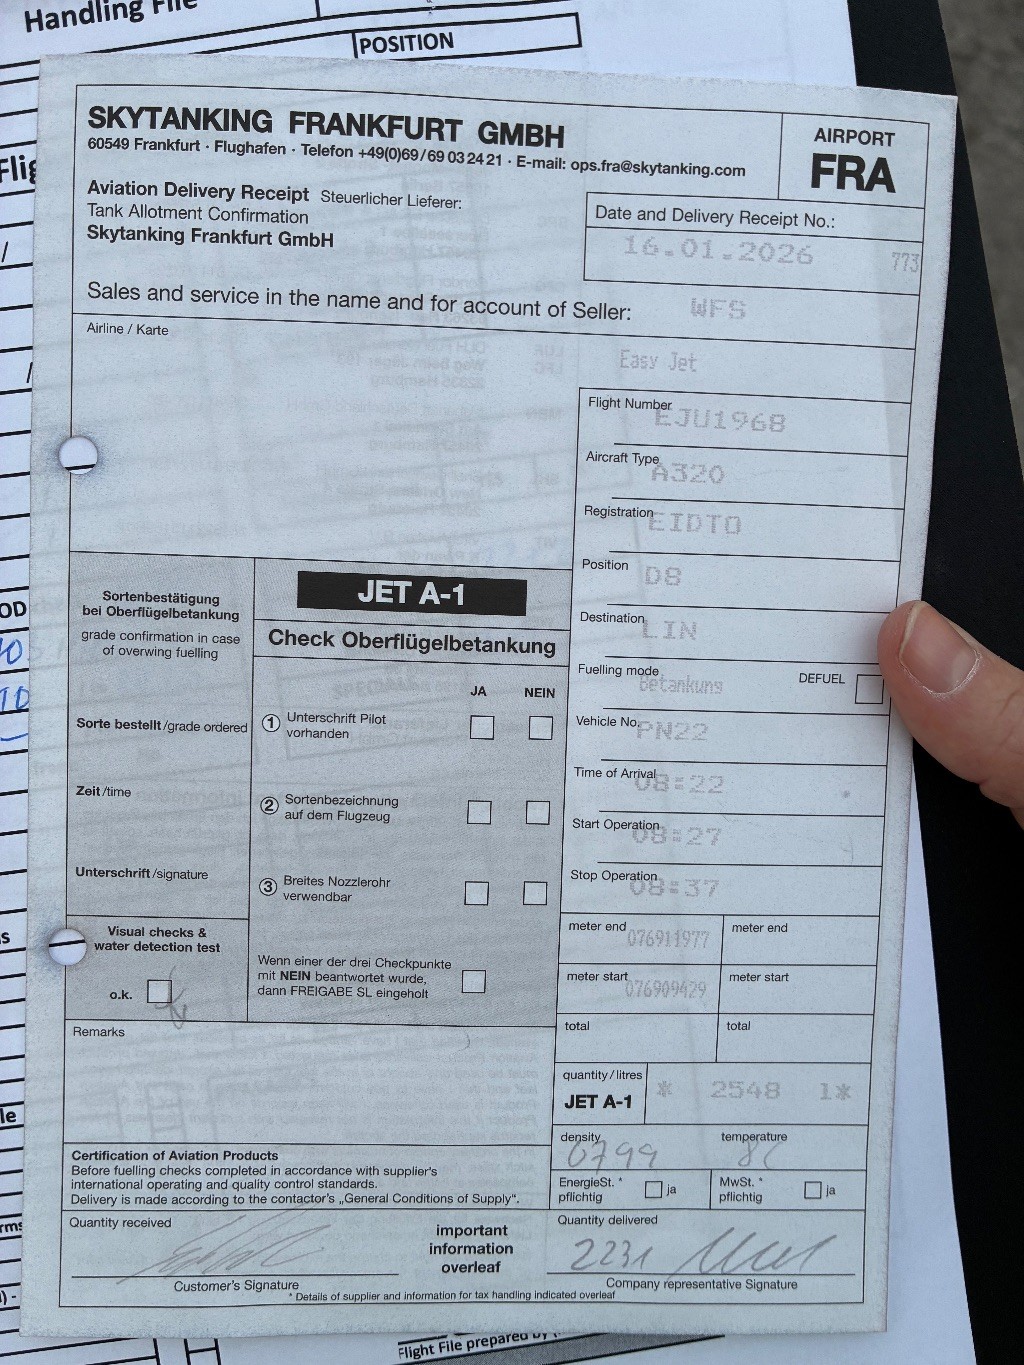 Handling File
POSITION
SKYTANKING FRANKFURT GMBH
60549 Frankfurt · Flughafen · Telefon +49(0)69/69 03 24 21 · E-mail: ops.fra@skytanking.com
AIRPORT
FRA
Aviation Delivery Receipt Steuerlicher Lieferer:
Tank Allotment Confirmation
Skytanking Frankfurt GmbH
Date and Delivery Receipt No.:
16.01.2026 773
Sales and service in the name and for account of Seller: WFS
Airline / Karte
Easy Jet
Flight Number EJU1968
Aircraft Type A320
Registration EIDTO
Position D8
Destination LIN
Fuelling mode Betankung
DEFUEL
Vehicle No. PN22
Time of Arrival 08:22
Start Operation 08:27
Stop Operation 08:37
meter end 076911977
meter end
meter start 076909429
meter start
total
total
quantity / litres
JET A-1
* 2548 l*
density 0799
temperature 8C
EnergieSt. *
pflichtig
ja
MwSt. *
pflichtig
ja
Sortenbestätigung
bei Oberflügelbetankung
grade confirmation in case
of overwing fuelling
Sorte bestellt /grade ordered
Zeit /time
Unterschrift /signature
JET A-1
Check Oberflügelbetankung
JA NEIN
1 Unterschrift Pilot
vorhanden
2 Sortenbezeichnung
auf dem Flugzeug
3 Breites Nozzlerohr
verwendbar
Wenn einer der drei Checkpunkte
mit NEIN beantwortet wurde,
dann FREIGABE SL eingeholt
Visual checks &
water detection test
o.k.
Remarks
Certification of Aviation Products
Before fuelling checks completed in accordance with supplier's
international operating and quality control standards.
Delivery is made according to the contactor's „General Conditions of Supply".
Quantity received
Customer's Signature
important
information
overleaf
Quantity delivered
2231
Company representative Signature
* Details of supplier and information for tax handling indicated overleaf
Flight File prepared by